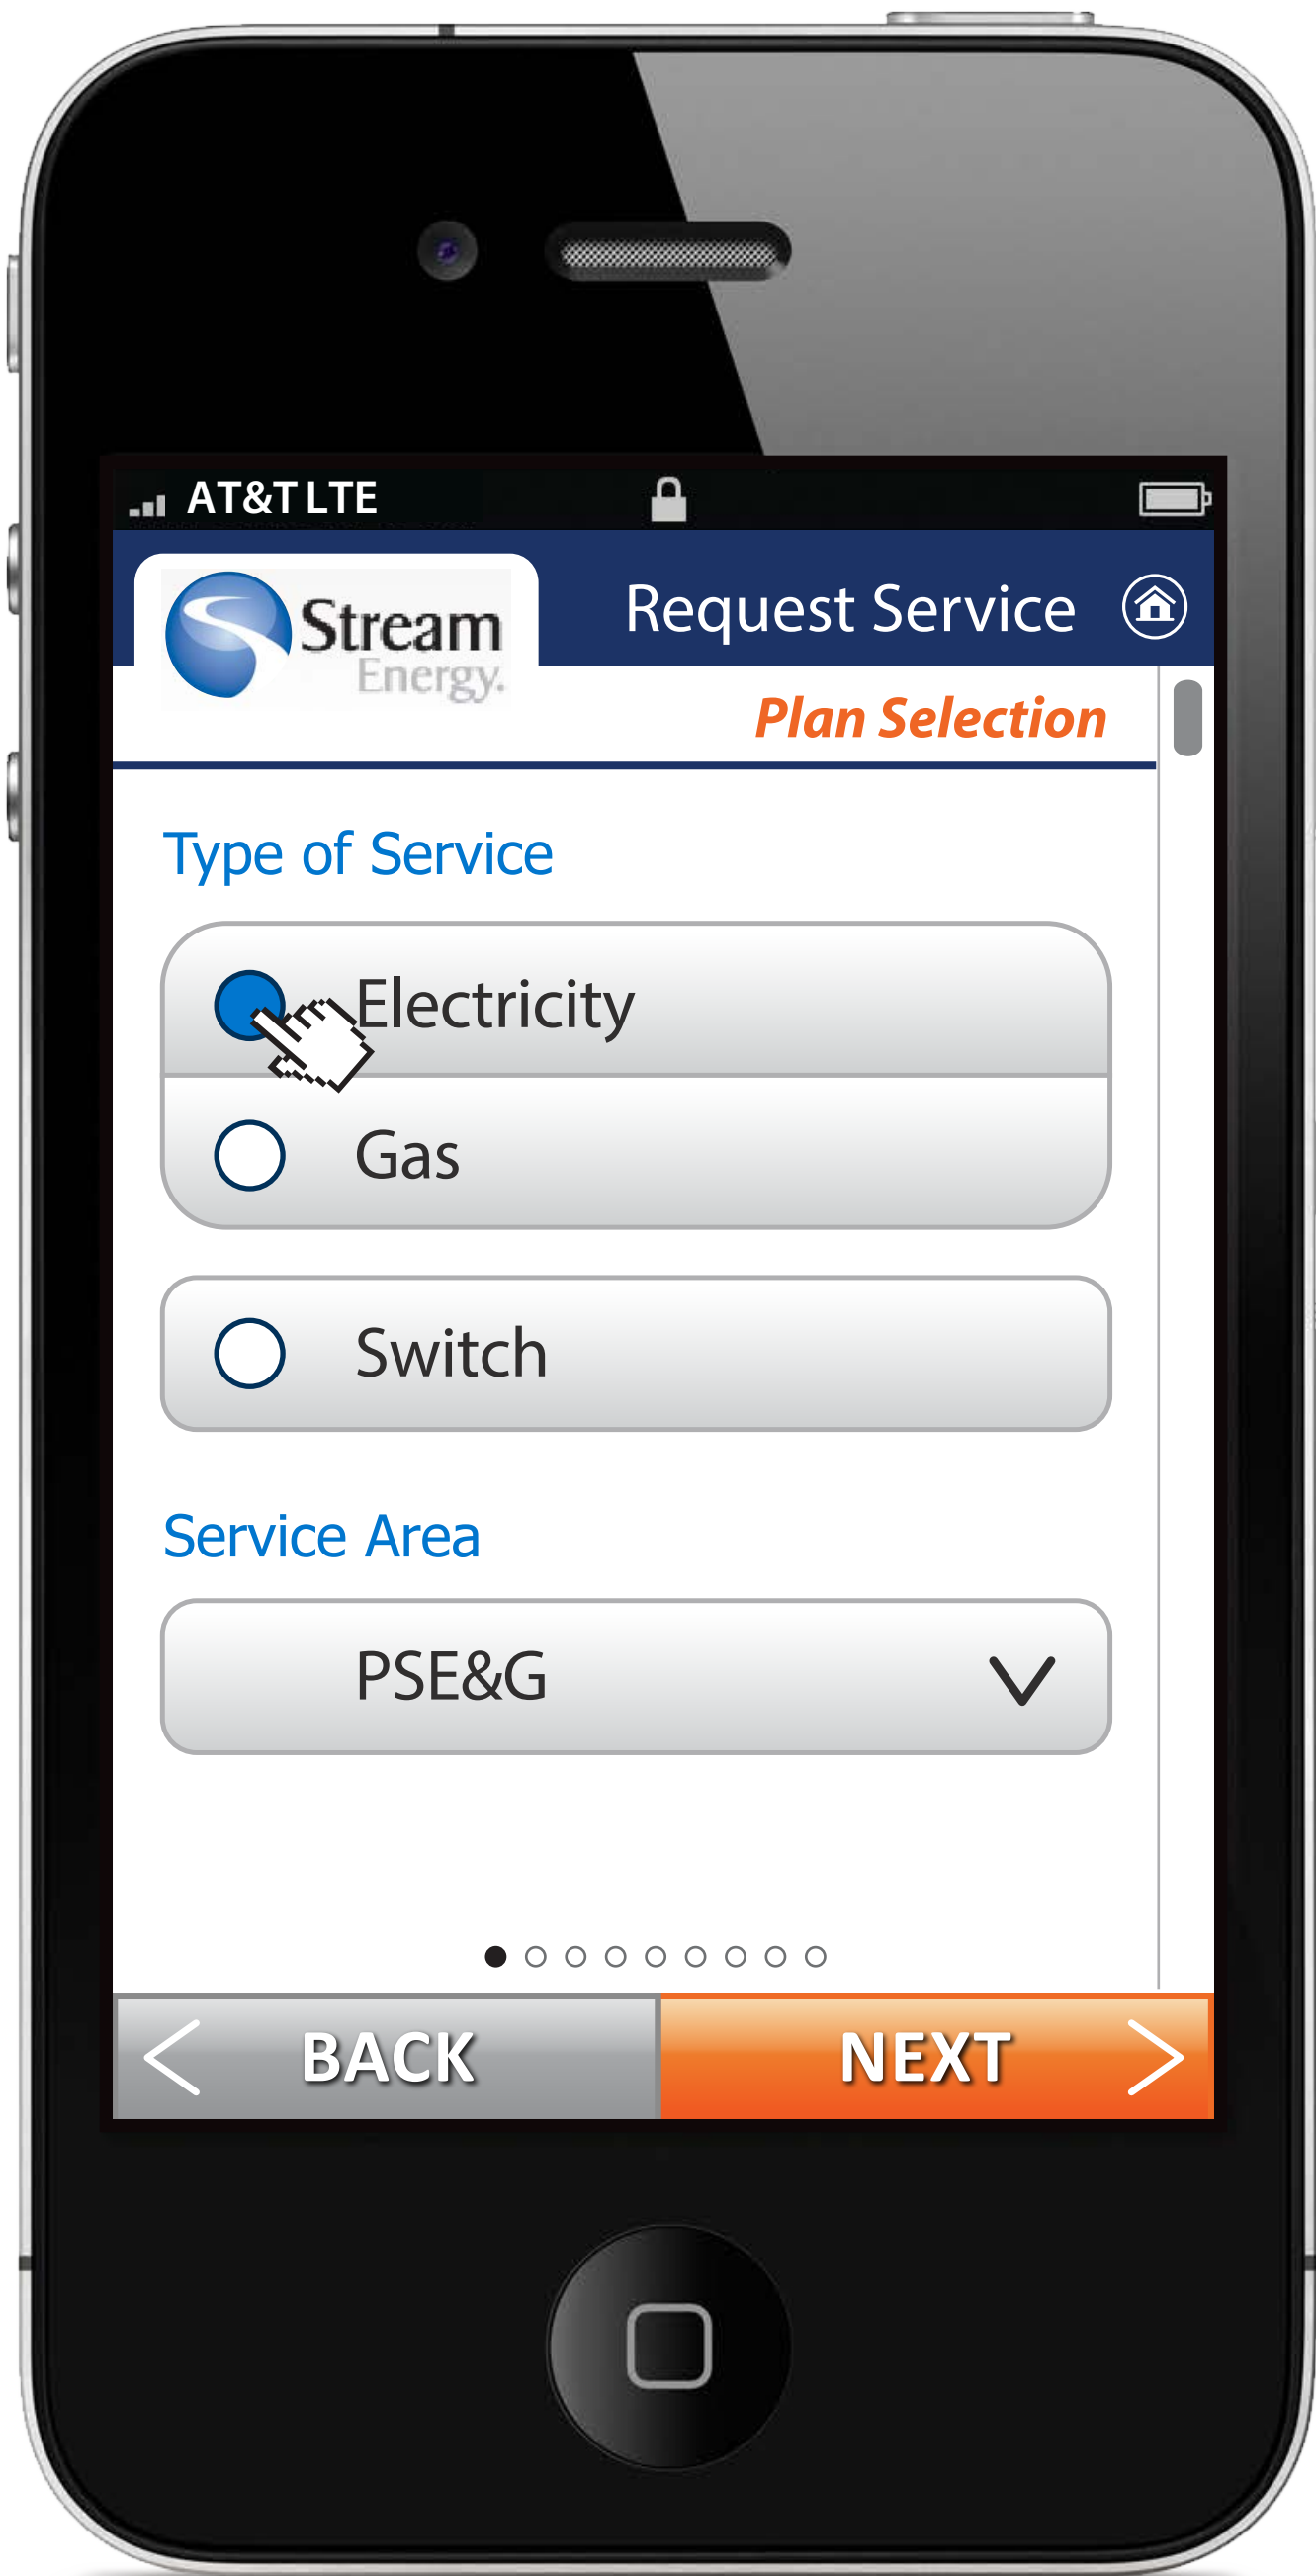 AT&T LTE
Stream
Energy.
Request Service
Plan Selection
Type of Service
Electricity
Gas
Switch
Service Area
PSE&G
BACK
NEXT